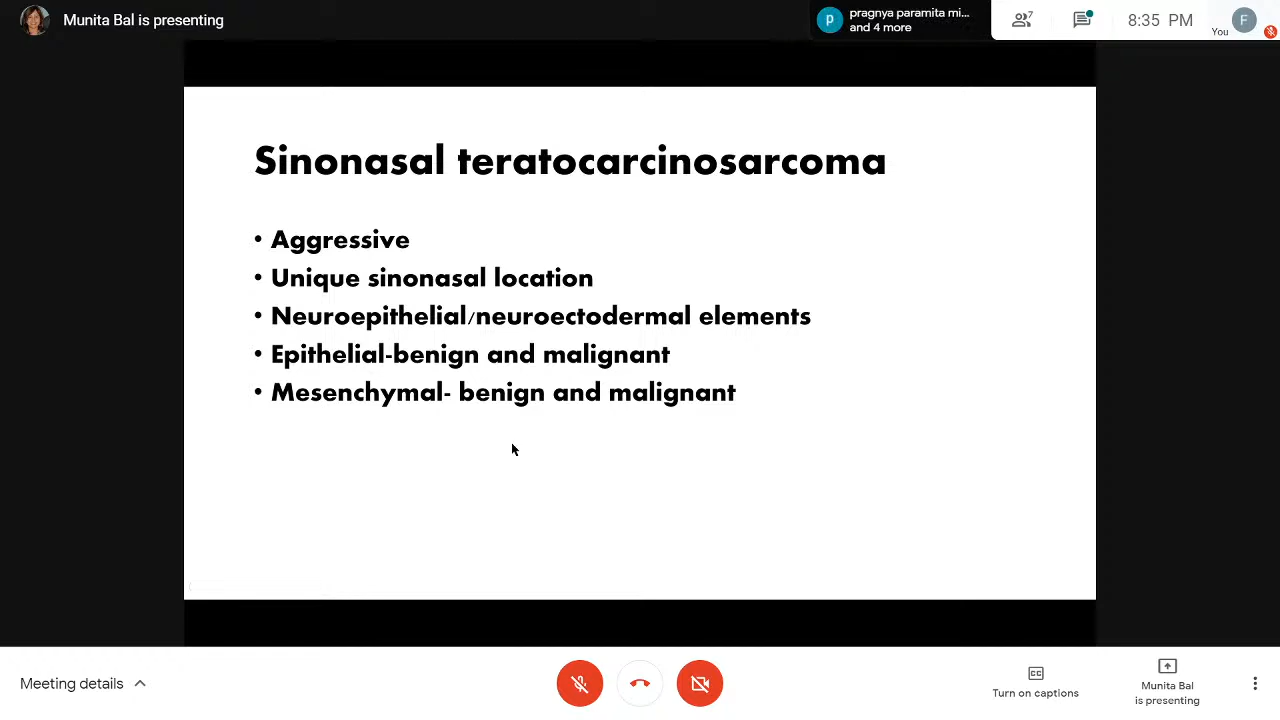 Munita Bal is presenting
p
pragnya paramita mi...
and 4 more
7
8:35 PM
You
F
Sinonasal teratocarcinosarcoma
• Aggressive
• Unique sinonasal location
• Neuroepithelial/neuroectodermal elements
• Epithelial-benign and malignant
• Mesenchymal- benign and malignant
Meeting details
CC
Turn on captions
Munita Bal
is presenting